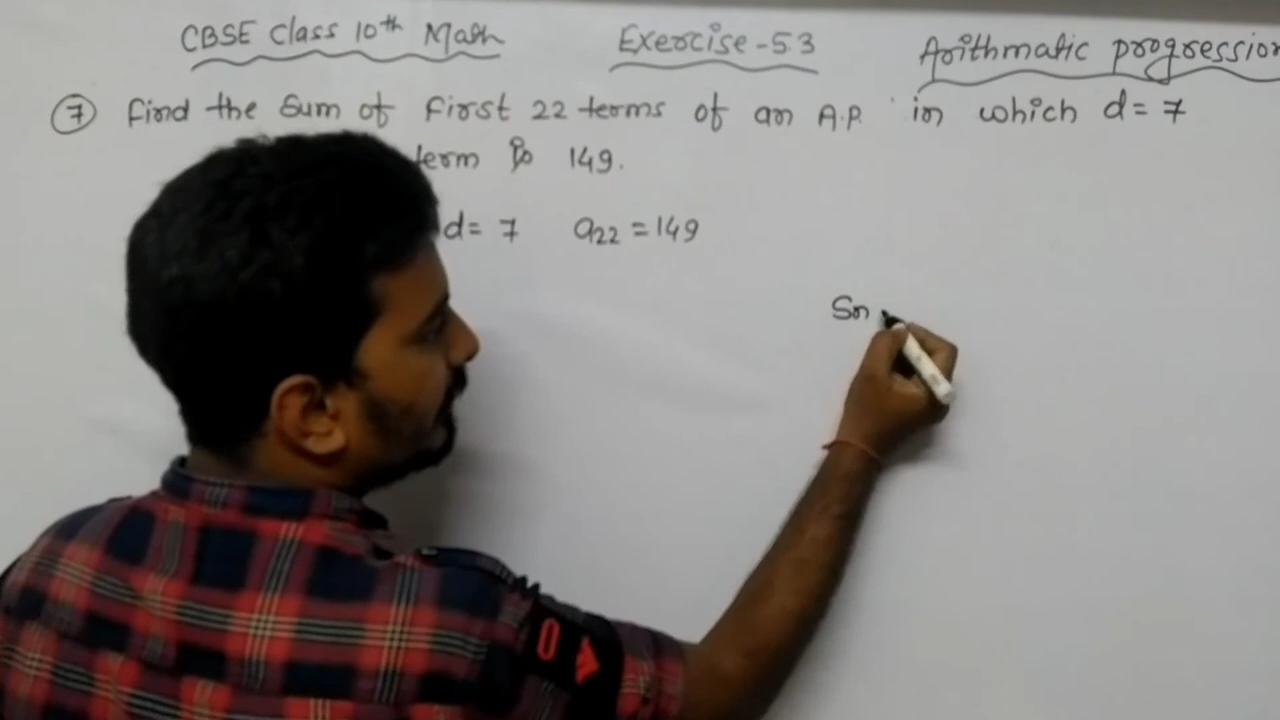 CBSE Class 10th Math Exercise-5.3 Arithmatic progression
7 Find the Sum of First 22 terms of an A.P. in which d= 7
term is 149.
d= 7 a22 = 149
Sn